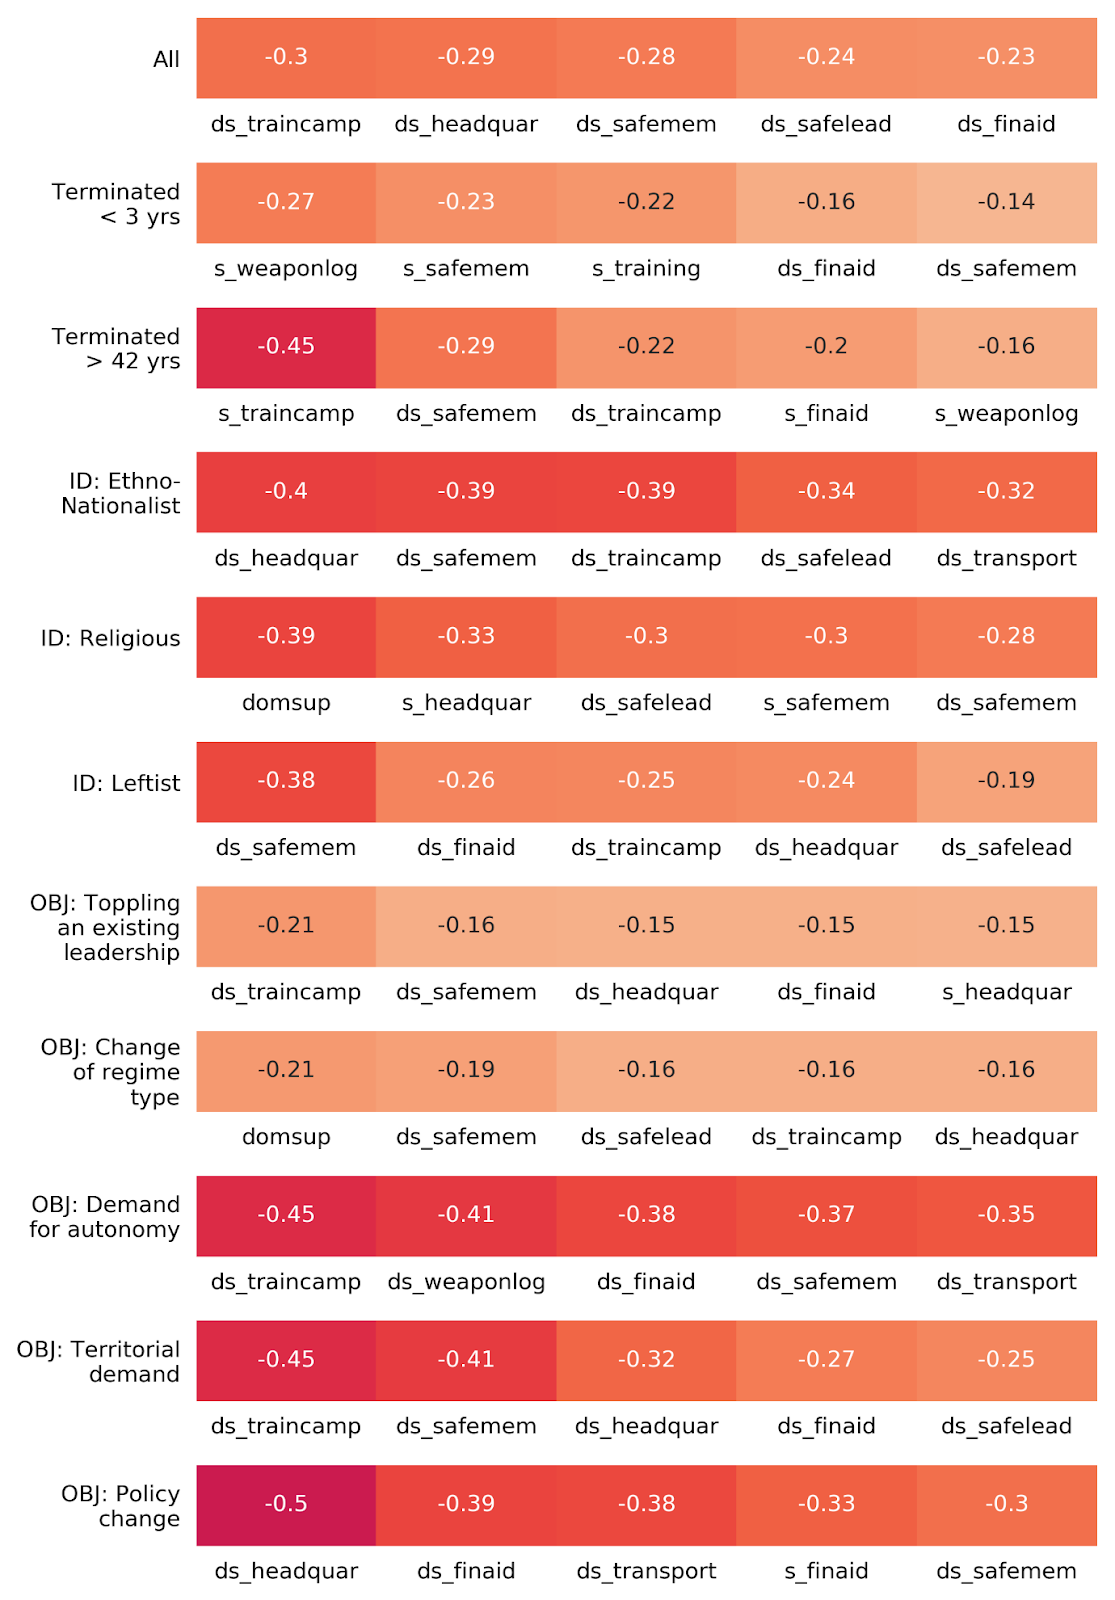 All
-0.3 -0.29 -0.28 -0.24 -0.23
ds_traincamp ds_headquar ds_safemem ds_safelead ds_finaid
Terminated
< 3 yrs
-0.27 -0.23 -0.22 -0.16 -0.14
s_weaponlog s_safemem s_training ds_finaid ds_safemem
Terminated
> 42 yrs
-0.45 -0.29 -0.22 -0.2 -0.16
s_traincamp ds_safemem ds_traincamp s_finaid s_weaponlog
ID: Ethno-
Nationalist
-0.4 -0.39 -0.39 -0.34 -0.32
ds_headquar ds_safemem ds_traincamp ds_safelead ds_transport
ID: Religious
-0.39 -0.33 -0.3 -0.3 -0.28
domsup s_headquar ds_safelead s_safemem ds_safemem
ID: Leftist
-0.38 -0.26 -0.25 -0.24 -0.19
ds_safemem ds_finaid ds_traincamp ds_headquar ds_safelead
OBJ: Toppling
an existing
leadership
-0.21 -0.16 -0.15 -0.15 -0.15
ds_traincamp ds_safemem ds_headquar ds_finaid s_headquar
OBJ: Change
of regime
type
-0.21 -0.19 -0.16 -0.16 -0.16
domsup ds_safemem ds_safelead ds_traincamp ds_headquar
OBJ: Demand
for autonomy
-0.45 -0.41 -0.38 -0.37 -0.35
ds_traincamp ds_weaponlog ds_finaid ds_safemem ds_transport
OBJ: Territorial
demand
-0.45 -0.41 -0.32 -0.27 -0.25
ds_traincamp ds_safemem ds_headquar ds_finaid ds_safelead
OBJ: Policy
change
-0.5 -0.39 -0.38 -0.33 -0.3
ds_headquar ds_finaid ds_transport s_finaid ds_safemem